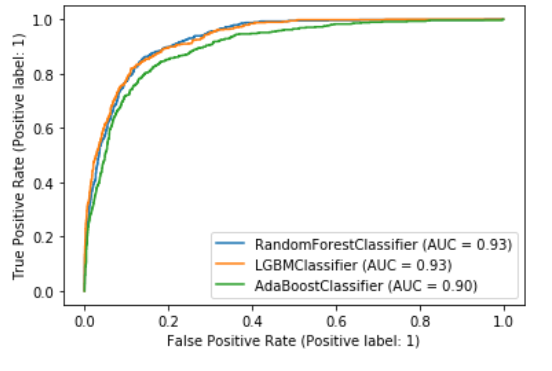 True Positive Rate (Positive label: 1)
1.0
0.8
0.6
0.4
0.2
0.0
RandomForestClassifier (AUC = 0.93)
LGBMClassifier (AUC = 0.93)
AdaBoostClassifier (AUC = 0.90)
0.0 0.2 0.4 0.6 0.8 1.0
False Positive Rate (Positive label: 1)